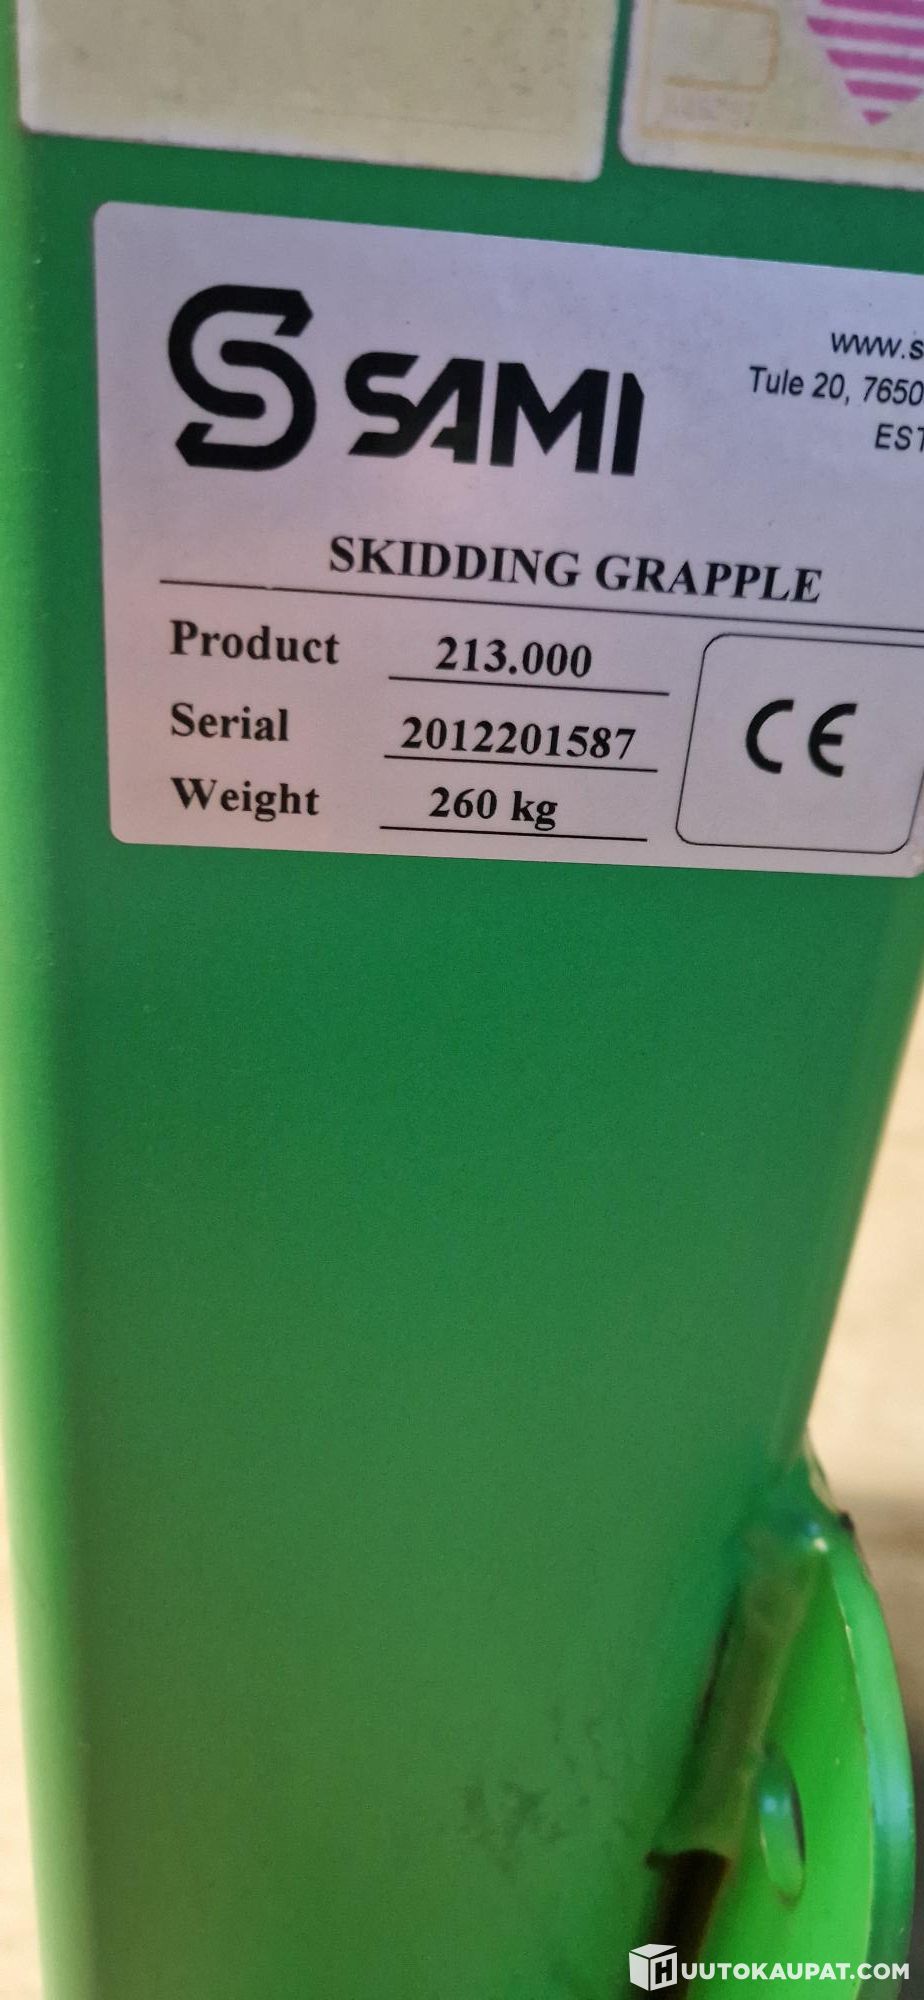 SAMI
www.s
Tule 20, 7650
EST
SKIDDING GRAPPLE
Product 213.000
Serial 2012201587
Weight 260 kg
CE
HUUTOKAUPAT.COM